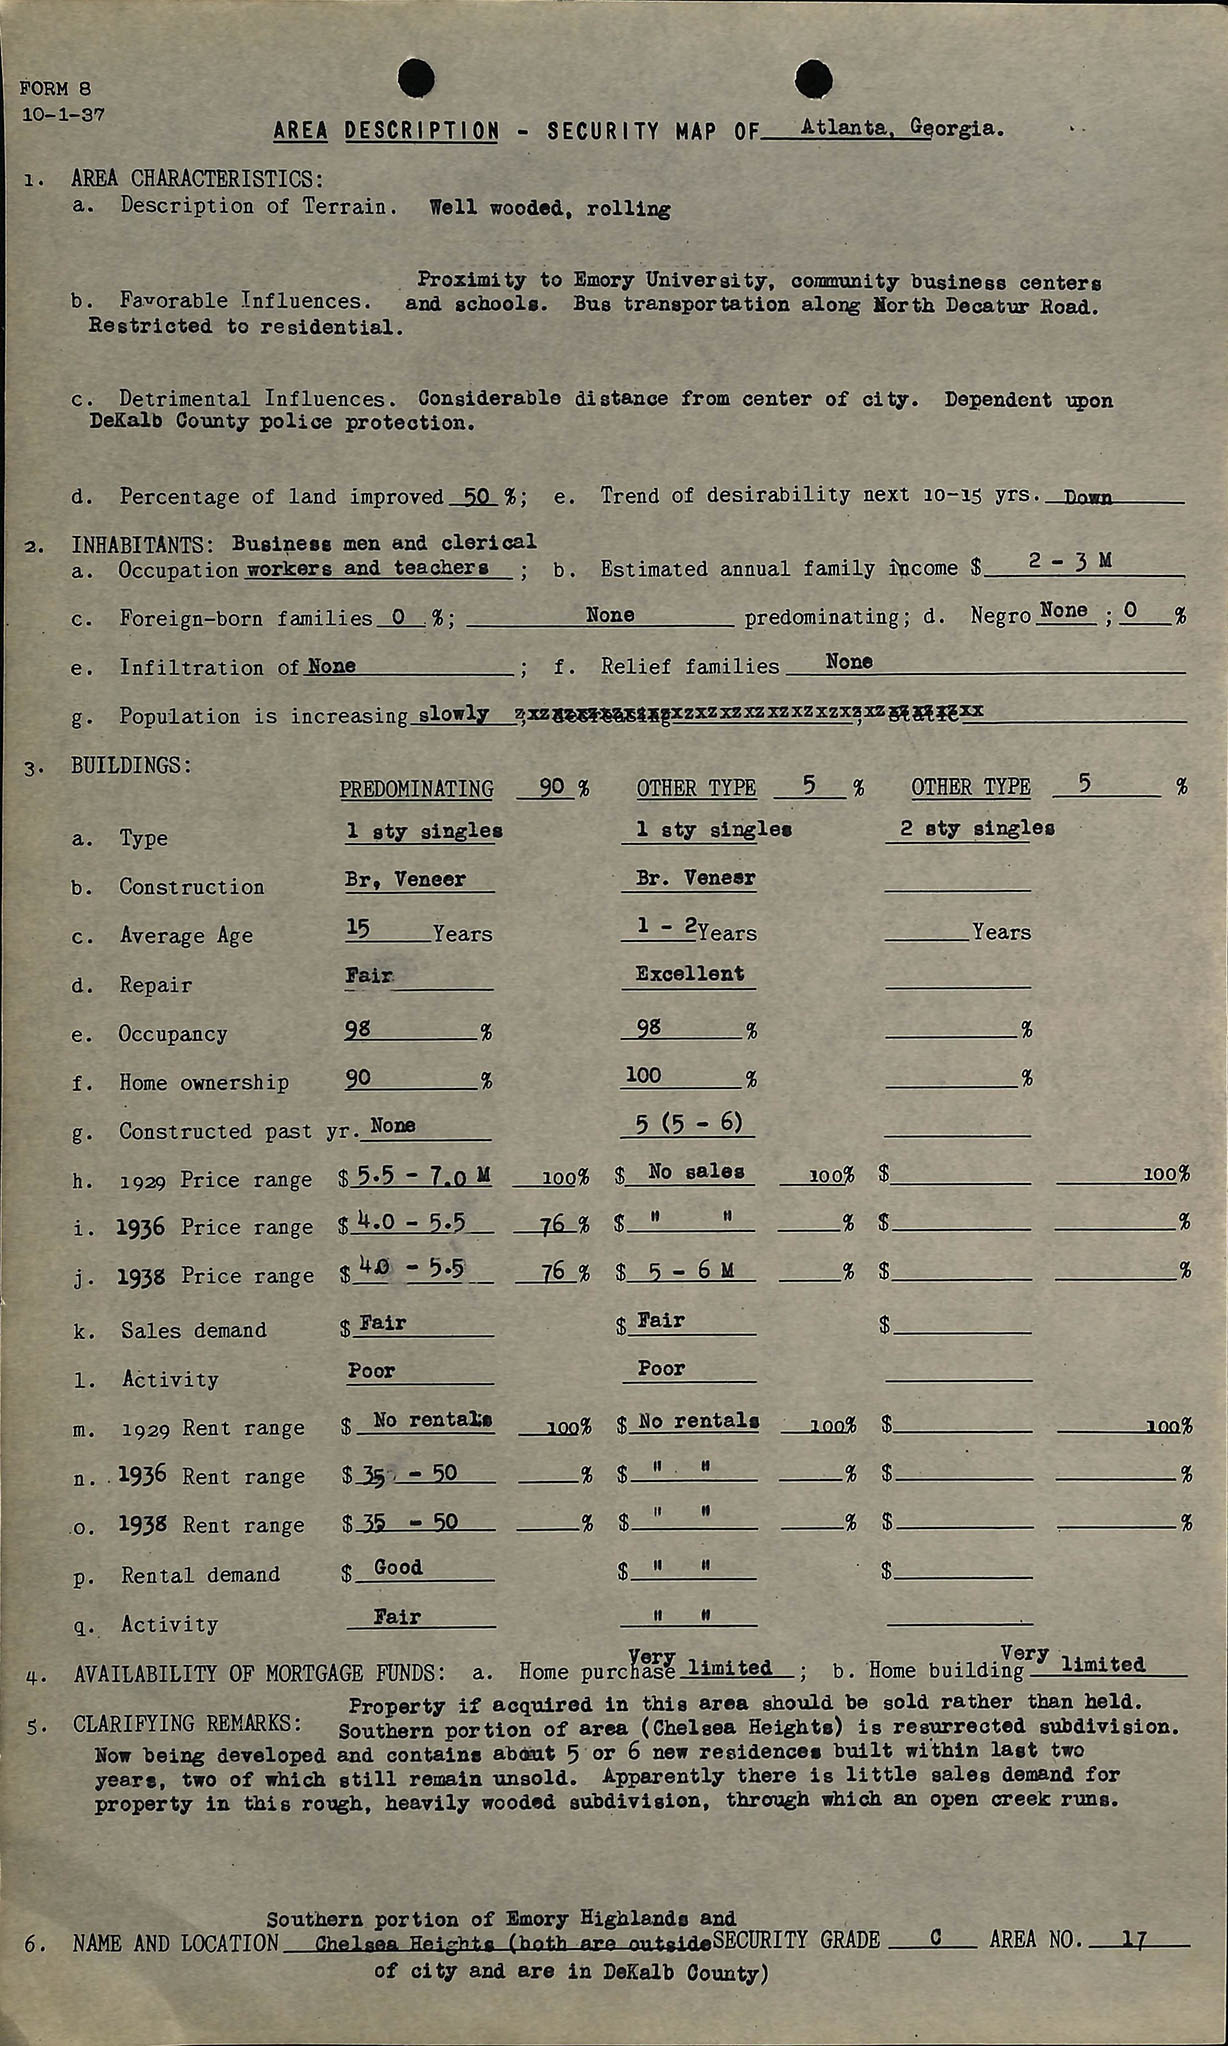 FORM 8
10-1-37
AREA DESCRIPTION - SECURITY MAP OF Atlanta, Georgia.
1. AREA CHARACTERISTICS:
a. Description of Terrain. Well wooded, rolling
Proximity to Emory University, community business centers
b. Favorable Influences. and schools. Bus transportation along North Decatur Road.
Restricted to residential.
c. Detrimental Influences. Considerable distance from center of city. Dependent upon
DeKalb County police protection.
d. Percentage of land improved 50 %; e. Trend of desirability next 10-15 yrs. Down
2. INHABITANTS: Business men and clerical
a. Occupation workers and teachers ; b. Estimated annual family income $ 2 - 3 M
c. Foreign-born families 0 %; None predominating; d. Negro None ; 0 %
e. Infiltration of None ; f. Relief families None
g. Population is increasing slowly
3. BUILDINGS:
PREDOMINATING 90 % OTHER TYPE 5 % OTHER TYPE 5 %
a. Type 1 sty singles 1 sty singles 2 sty singles
b. Construction Br, Veneer Br. Veneer
c. Average Age 15 Years 1 - 2 Years Years
d. Repair Fair Excellent
e. Occupancy 98 % 98 % %
f. Home ownership 90 % 100 % %
g. Constructed past yr. None 5 (5 - 6)
h. 1929 Price range $ 5.5 - 7.0 M 100% $ No sales 100% $ 100%
i. 1936 Price range $ 4.0 - 5.5 76 % $ " " % $ %
j. 1938 Price range $ 4.0 - 5.5 76 % $ 5 - 6 M % $ %
k. Sales demand $ Fair $ Fair $
l. Activity Poor Poor
m. 1929 Rent range $ No rentals 100% $ No rentals 100% $ 100%
n. 1936 Rent range $ 35 - 50 % $ " " % $ %
o. 1938 Rent range $ 35 - 50 % $ " " % $ %
p. Rental demand $ Good $ " " $
q. Activity Fair " "
4. AVAILABILITY OF MORTGAGE FUNDS: a. Home purchase Very limited ; b. Home building Very limited
Property if acquired in this area should be sold rather than held.
5. CLARIFYING REMARKS: Southern portion of area (Chelsea Heights) is resurrected subdivision.
Now being developed and contains about 5 or 6 new residences built within last two
years, two of which still remain unsold. Apparently there is little sales demand for
property in this rough, heavily wooded subdivision, through which an open creek runs.
Southern portion of Emory Highlands and
6. NAME AND LOCATION Chelsea Heights (both are outside SECURITY GRADE C AREA NO. 17
of city and are in DeKalb County)